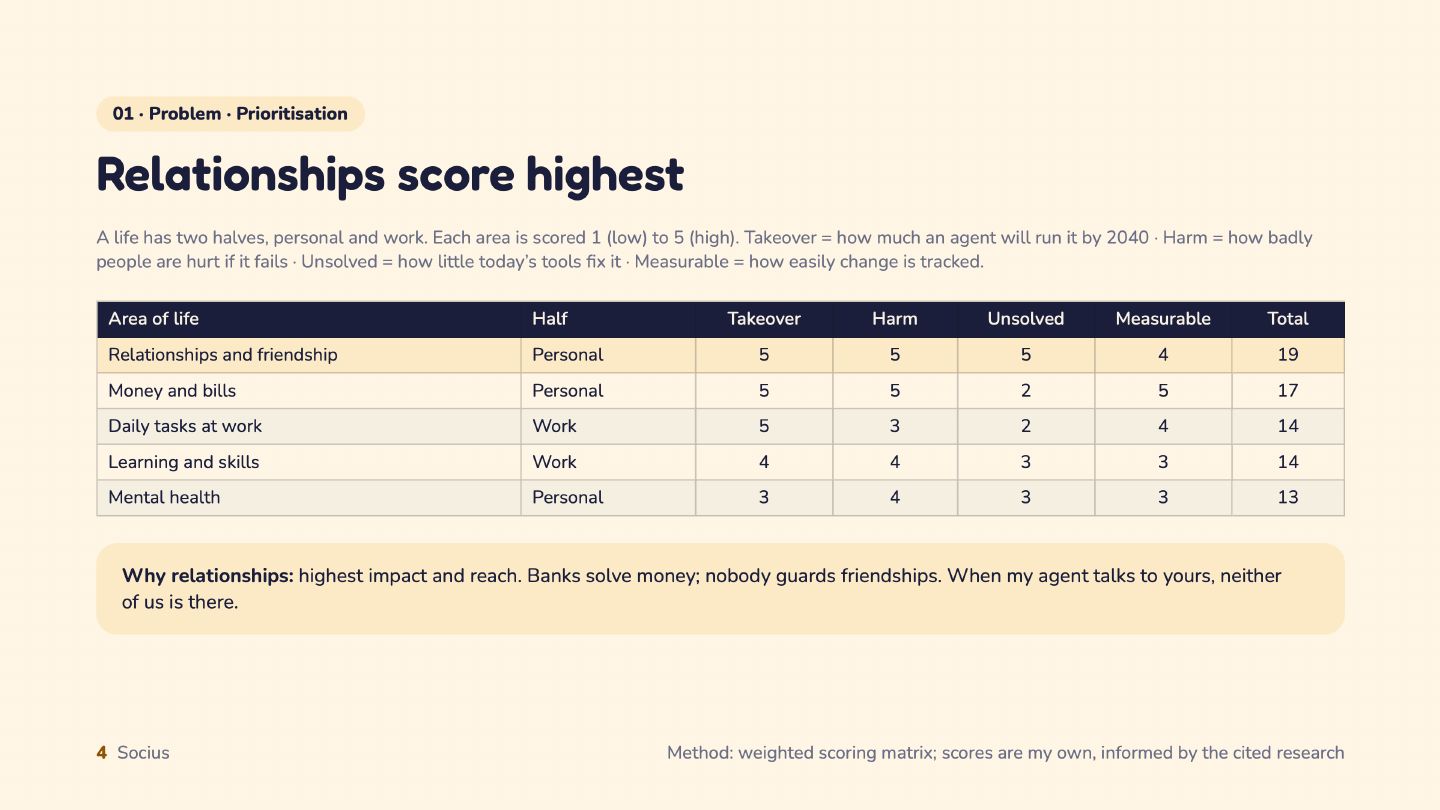 01 · Problem · Prioritisation
Relationships score highest
A life has two halves, personal and work. Each area is scored 1 (low) to 5 (high). Takeover = how much an agent will run it by 2040 · Harm = how badly
people are hurt if it fails · Unsolved = how little today’s tools fix it · Measurable = how easily change is tracked.
Area of life Half Takeover Harm Unsolved Measurable Total
Relationships and friendship Personal 5 5 5 4 19
Money and bills Personal 5 5 2 5 17
Daily tasks at work Work 5 3 2 4 14
Learning and skills Work 4 4 3 3 14
Mental health Personal 3 4 3 3 13
Why relationships: highest impact and reach. Banks solve money; nobody guards friendships. When my agent talks to yours, neither
of us is there.
4 Socius Method: weighted scoring matrix; scores are my own, informed by the cited research